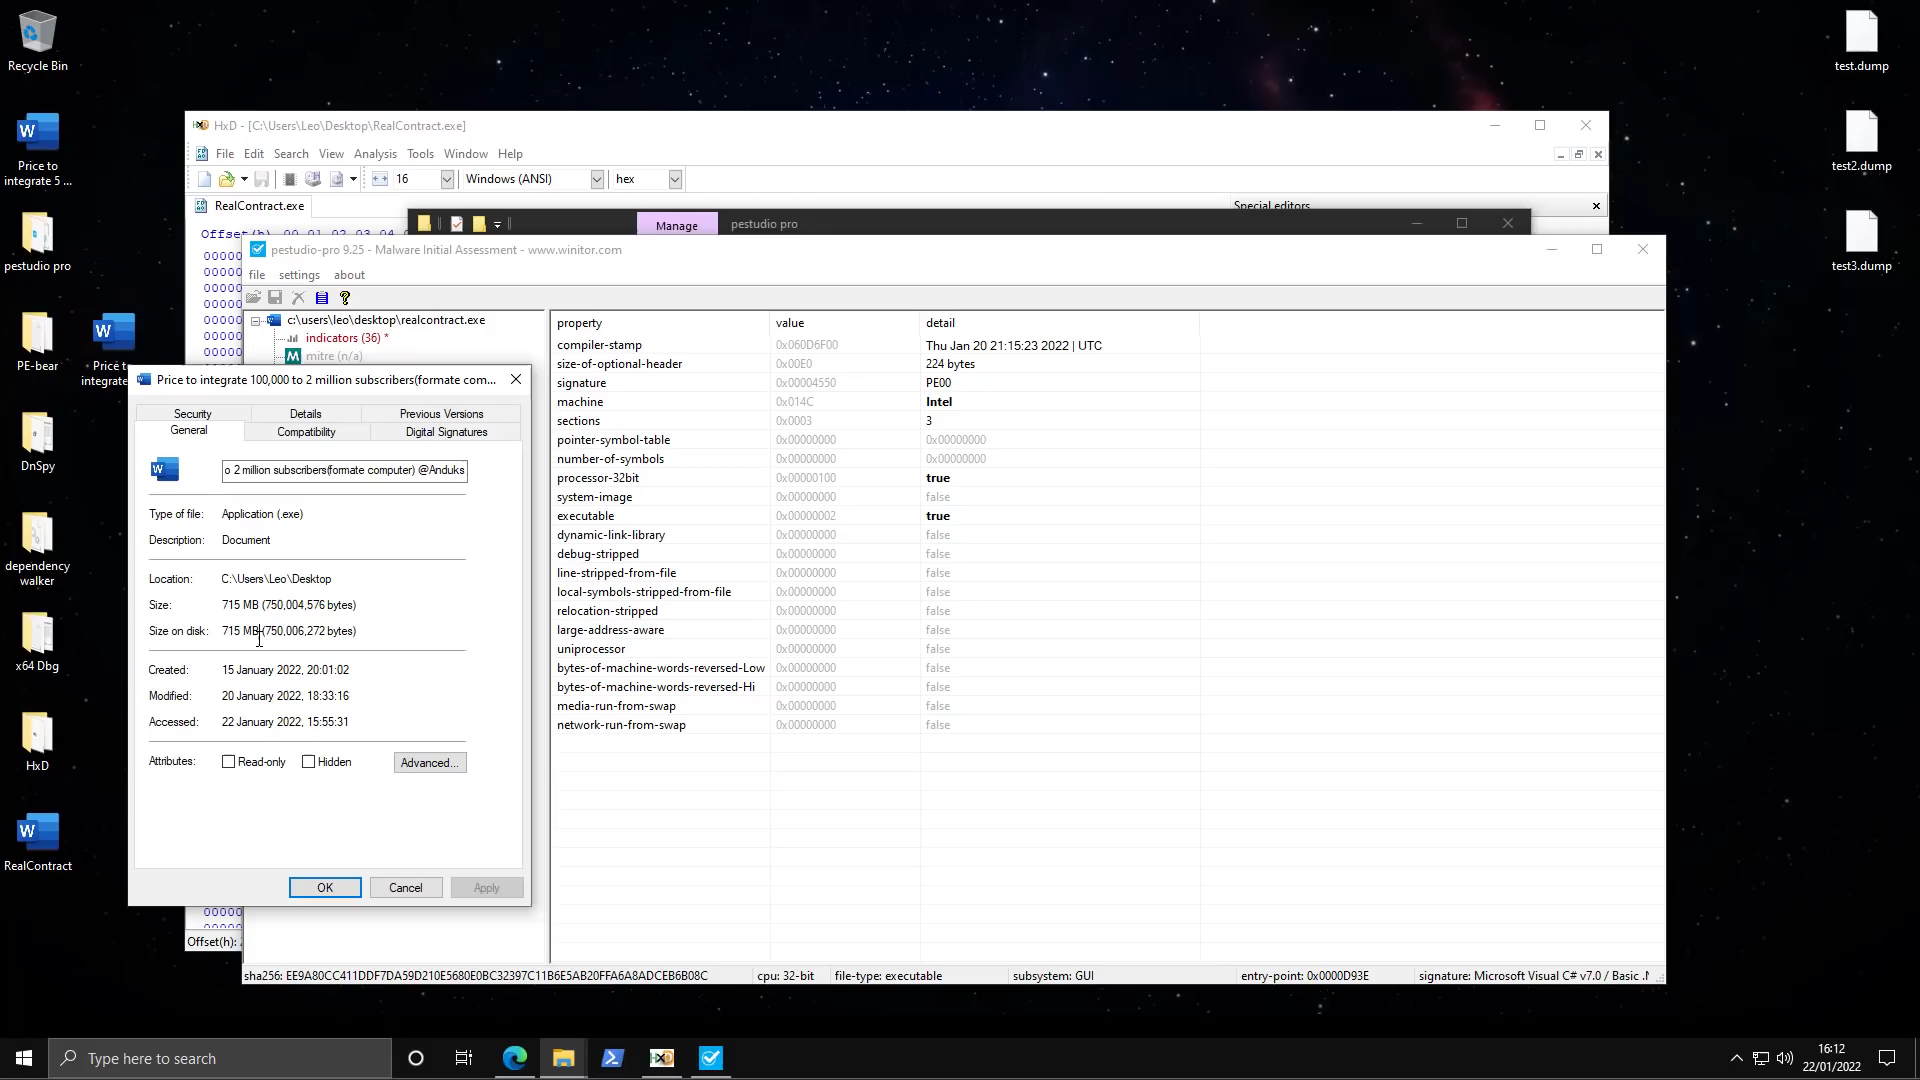 Recycle Bin
Price to
integrate 5 ...
pestudio pro
PE-bear
Price to
integrate
DnSpy
dependency
walker
x64 Dbg
HxD
RealContract
test.dump
test2.dump
test3.dump
HxD - [C:\Users\Leo\Desktop\RealContract.exe]
File Edit Search View Analysis Tools Window Help
16 Windows (ANSI) hex
RealContract.exe
Special editors
Offset(h) 00 01 02 03 04
Manage pestudio pro
pestudio-pro 9.25 - Malware Initial Assessment - www.winitor.com
file settings about
c:\users\leo\desktop\realcontract.exe
indicators (36) *
mitre (n/a)
property value detail
compiler-stamp 0x060D6F00 Thu Jan 20 21:15:23 2022 | UTC
size-of-optional-header 0x00E0 224 bytes
signature 0x00004550 PE00
machine 0x014C Intel
sections 0x0003 3
pointer-symbol-table 0x00000000 0x00000000
number-of-symbols 0x00000000 0x00000000
processor-32bit 0x00000100 true
system-image 0x00000000 false
executable 0x00000002 true
dynamic-link-library 0x00000000 false
debug-stripped 0x00000000 false
line-stripped-from-file 0x00000000 false
local-symbols-stripped-from-file 0x00000000 false
relocation-stripped 0x00000000 false
large-address-aware 0x00000000 false
uniprocessor 0x00000000 false
bytes-of-machine-words-reversed-Low 0x00000000 false
bytes-of-machine-words-reversed-Hi 0x00000000 false
media-run-from-swap 0x00000000 false
network-run-from-swap 0x00000000 false
Price to integrate 100,000 to 2 million subscribers(formate com...
Security Details Previous Versions
General Compatibility Digital Signatures
o 2 million subscribers(formate computer) @Anduks
Type of file: Application (.exe)
Description: Document
Location: C:\Users\Leo\Desktop
Size: 715 MB (750,004,576 bytes)
Size on disk: 715 MB (750,006,272 bytes)
Created: 15 January 2022, 20:01:02
Modified: 20 January 2022, 18:33:16
Accessed: 22 January 2022, 15:55:31
Attributes: Read-only Hidden Advanced...
OK Cancel Apply
Offset(h):
sha256: EE9A80CC411DDF7DA59D210E5680E0BC32397C11B6E5AB20FFA6A8ADCEB6B08C cpu: 32-bit file-type: executable subsystem: GUI entry-point: 0x0000D93E signature: Microsoft Visual C# v7.0 / Basic .N
Type here to search
16:12
22/01/2022